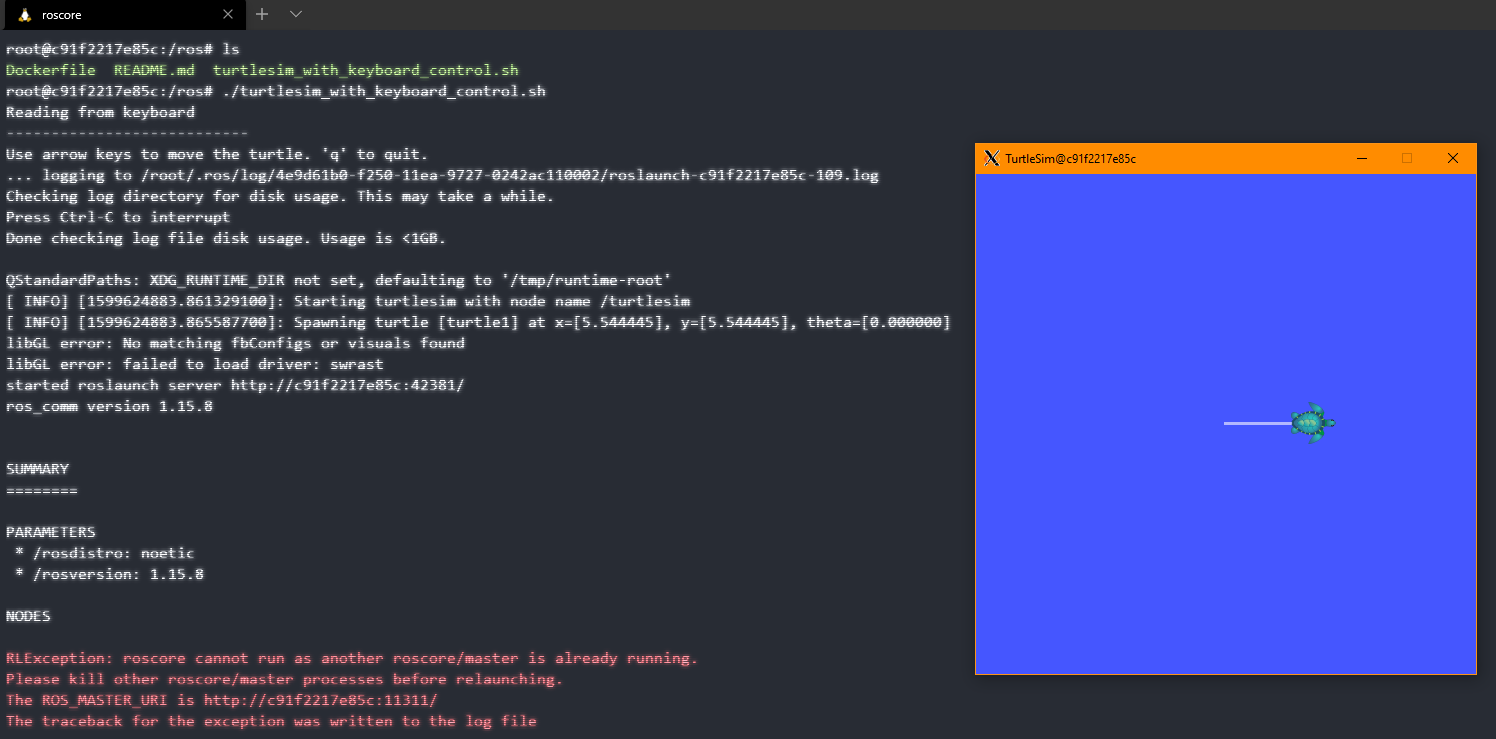 roscore
root@c91f2217e85c:/ros# ls
Dockerfile  README.md  turtlesim_with_keyboard_control.sh
root@c91f2217e85c:/ros# ./turtlesim_with_keyboard_control.sh
Reading from keyboard
---------------------------
Use arrow keys to move the turtle. 'q' to quit.
... logging to /root/.ros/log/4e9d61b0-f250-11ea-9727-0242ac110002/roslaunch-c91f2217e85c-109.log
Checking log directory for disk usage. This may take a while.
Press Ctrl-C to interrupt
Done checking log file disk usage. Usage is <1GB.
QStandardPaths: XDG_RUNTIME_DIR not set, defaulting to '/tmp/runtime-root'
[ INFO] [1599624883.861329100]: Starting turtlesim with node name /turtlesim
[ INFO] [1599624883.865587700]: Spawning turtle [turtle1] at x=[5.544445], y=[5.544445], theta=[0.000000]
libGL error: No matching fbConfigs or visuals found
libGL error: failed to load driver: swrast
started roslaunch server http://c91f2217e85c:42381/
ros_comm version 1.15.8
SUMMARY
========
PARAMETERS
 * /rosdistro: noetic
 * /rosversion: 1.15.8
NODES
RLException: roscore cannot run as another roscore/master is already running.
Please kill other roscore/master processes before relaunching.
The ROS_MASTER_URI is http://c91f2217e85c:11311/
The traceback for the exception was written to the log file
TurtleSim@c91f2217e85c